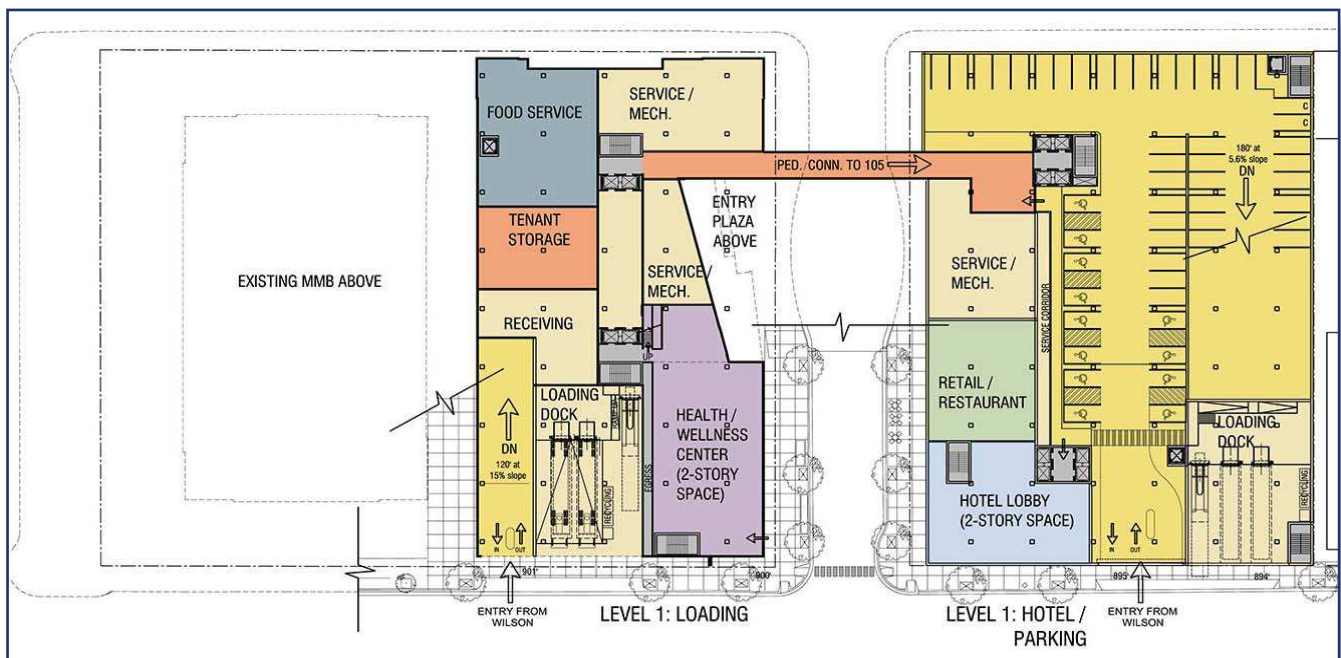 FOOD SERVICE
SERVICE /
MECH.
PED. CONN. TO 105
TENANT
STORAGE
SERVICE /
MECH.
ENTRY
PLAZA
ABOVE
EXISTING MMB ABOVE
RECEIVING
UP
LOADING
DOCK
DN
120' at
15% slope
IN
OUT
RECYCLING
EGRESS
HEALTH /
WELLNESS
CENTER
(2-STORY
SPACE)
901'
900'
ENTRY FROM
WILSON
LEVEL 1: LOADING
C
C
180' at
5.6% slope
DN
SERVICE /
MECH.
SERVICE CORRIDOR
RETAIL /
RESTAURANT
HOTEL LOBBY
(2-STORY SPACE)
IN
OUT
LOADING
DOCK
RECYCLING
895'
894'
ENTRY FROM
WILSON
LEVEL 1: HOTEL /
PARKING